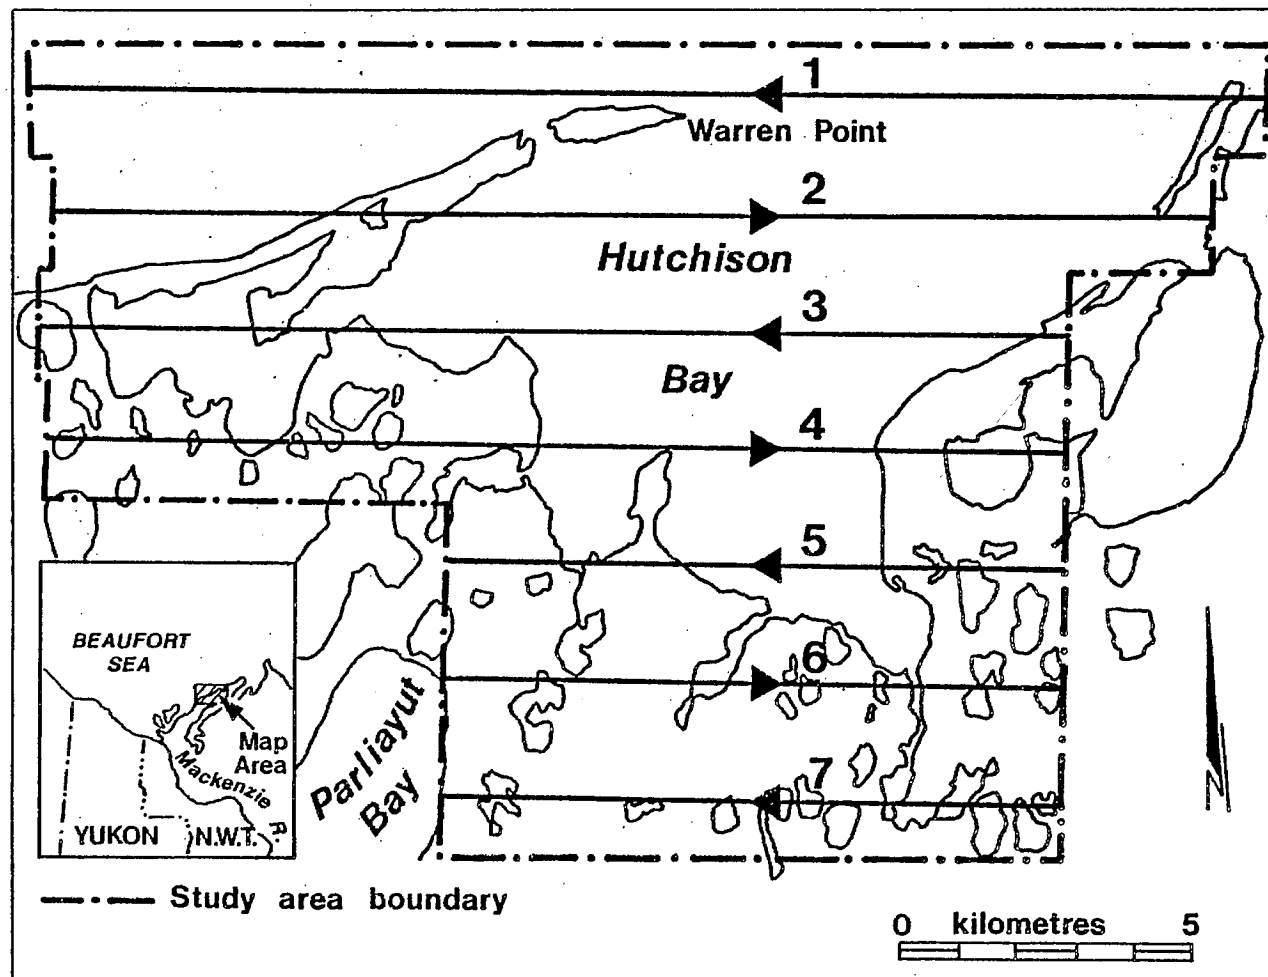 1
Warren Point
2
Hutchison
3
Bay
4
5
6
Parliayut
Bay
7
BEAUFORT
SEA
Map
Area
Mackenzie
R.
YUKON
N.W.T.
Study area boundary
0 kilometres 5
N